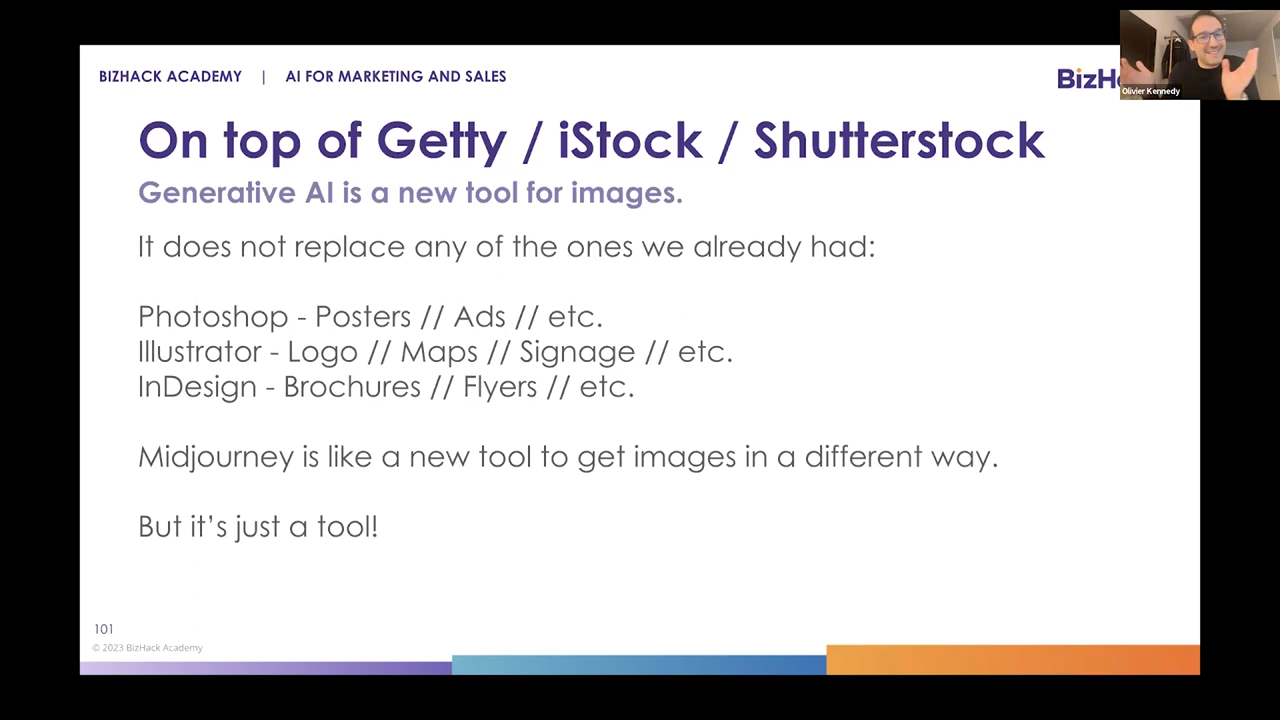 BIZHACK ACADEMY | AI FOR MARKETING AND SALES
BizH
Olivier Kennedy
On top of Getty / iStock / Shutterstock
Generative AI is a new tool for images.
It does not replace any of the ones we already had:
Photoshop - Posters // Ads // etc.
Illustrator - Logo // Maps // Signage // etc.
InDesign - Brochures // Flyers // etc.
Midjourney is like a new tool to get images in a different way.
But it’s just a tool!
101
© 2023 BizHack Academy